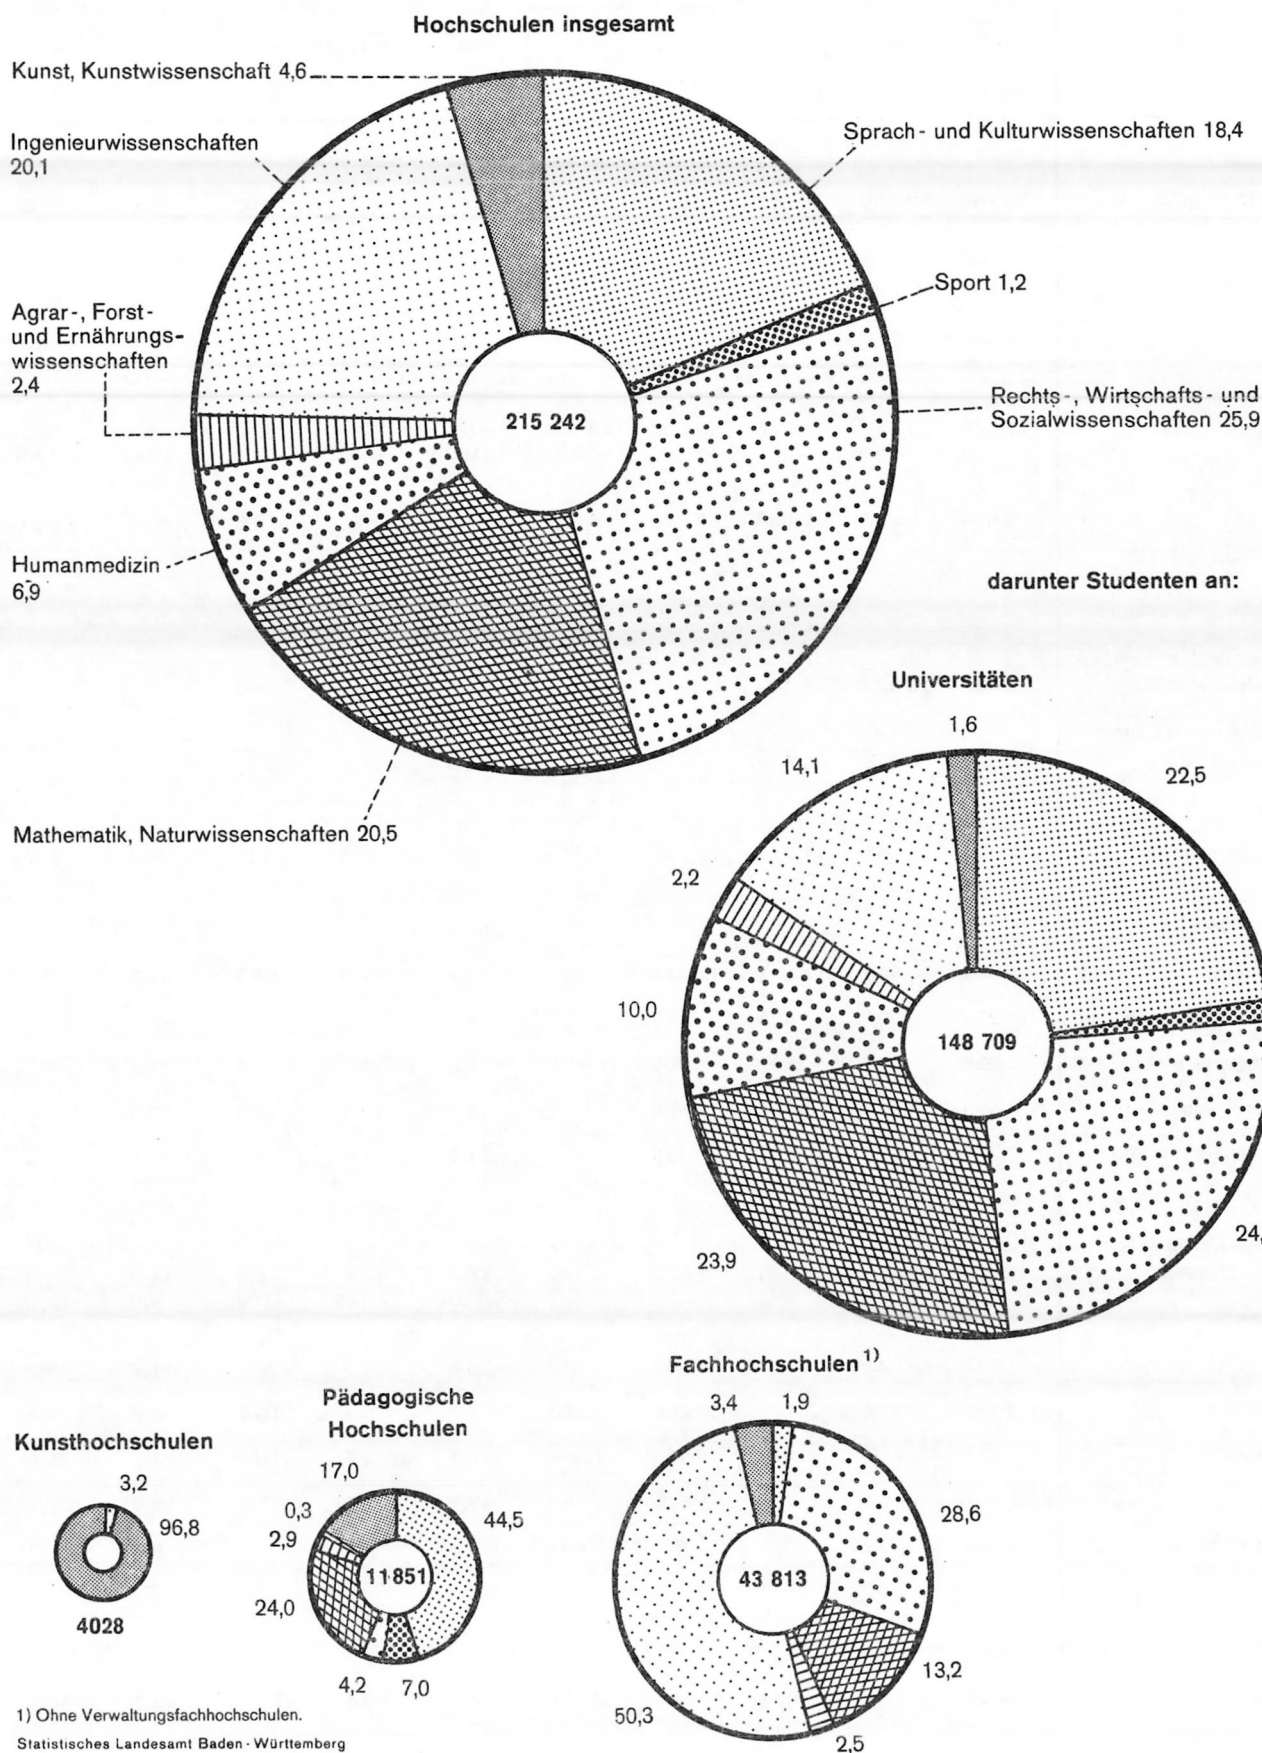 Hochschulen insgesamt
Kunst, Kunstwissenschaft 4,6
Ingenieurwissenschaften
20,1
Sprach- und Kulturwissenschaften 18,4
Sport 1,2
Agrar-, Forst-
und Ernährungs-
wissenschaften
2,4
Rechts-, Wirtschafts- und
Sozialwissenschaften 25,9
215 242
Humanmedizin
6,9
Mathematik, Naturwissenschaften 20,5
darunter Studenten an:
Universitäten
1,6
14,1
22,5
2,2
10,0
148 709
23,9
24,
Fachhochschulen 1)
3,4
1,9
28,6
43 813
13,2
50,3
2,5
Pädagogische
Hochschulen
17,0
0,3
2,9
44,5
11 851
24,0
4,2
7,0
Kunsthochschulen
3,2
96,8
4028
1) Ohne Verwaltungsfachhochschulen.
Statistisches Landesamt Baden-Württemberg